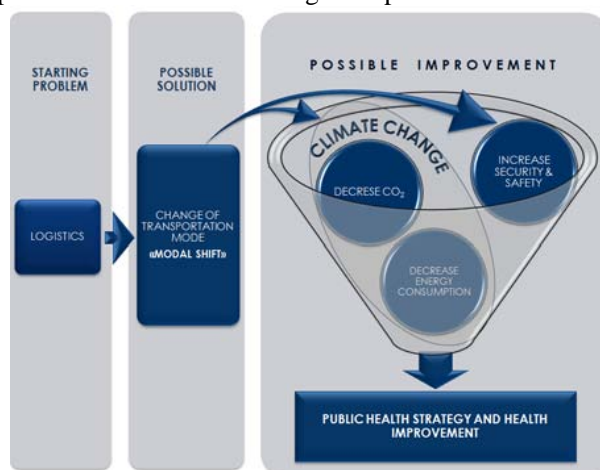 STARTING
PROBLEM
POSSIBLE
SOLUTION
POSSIBLE IMPROVEMENT
LOGISTICS
CHANGE OF
TRANSPORTATION
MODE
«MODAL SHIFT»
CLIMATE CHANGE
DECRESE CO₂
INCREASE
SECURITY &
SAFETY
DECREASE
ENERGY
CONSUMPTION
PUBLIC HEALTH STRATEGY AND HEALTH
IMPROVEMENT